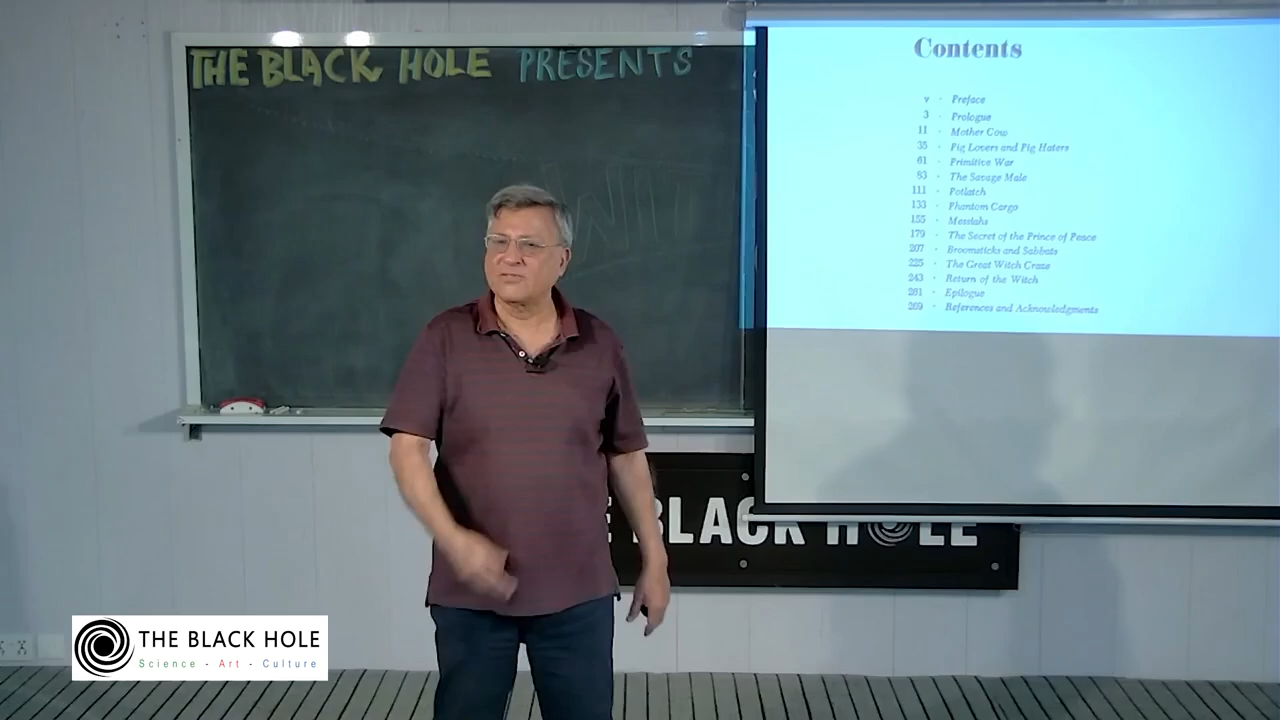 THE BLACK HOLE PRESENTS
Contents
v · Preface
3 · Prologue
11 · Mother Cow
35 · Pig Lovers and Pig Haters
61 · Primitive War
83 · The Savage Male
111 · Potlatch
133 · Phantom Cargo
155 · Messiahs
179 · The Secret of the Prince of Peace
207 · Broomsticks and Sabbats
225 · The Great Witch Craze
243 · Return of the Witch
261 · Epilogue
269 · References and Acknowledgments
BLACK HOLE
THE BLACK HOLE
Science - Art - Culture